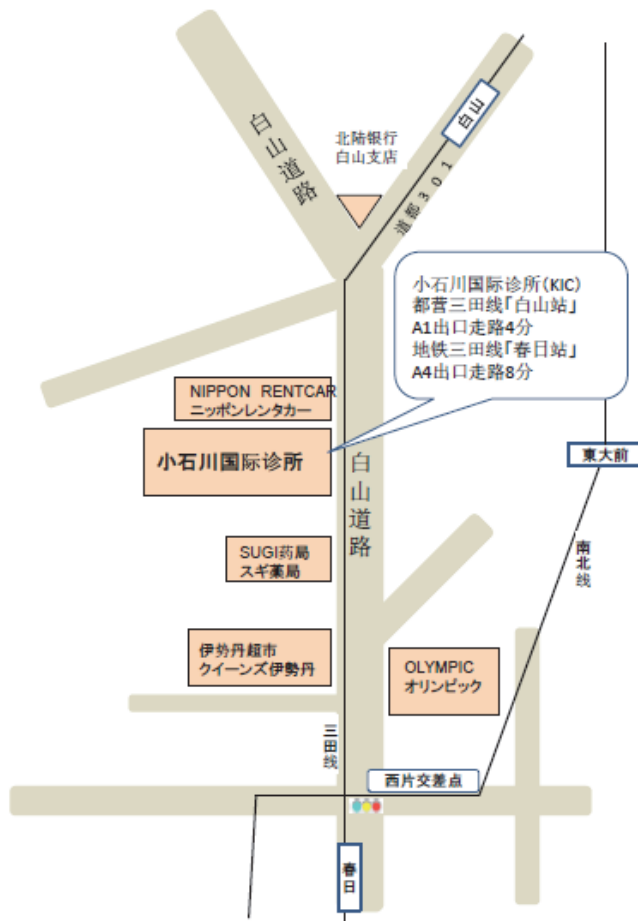 白山道路
北陆银行
白山支店
白山
道都301
小石川国际诊所(KIC)
都营三田线「白山站」
A1出口走路4分
地铁三田线「春日站」
A4出口走路8分
NIPPON RENTCAR
ニッポンレンタカー
小石川国际诊所
白山道路
東大前
SUGI药局
スギ薬局
南北线
伊势丹超市
クイーンズ伊勢丹
OLYMPIC
オリンピック
三田线
西片交差点
春日